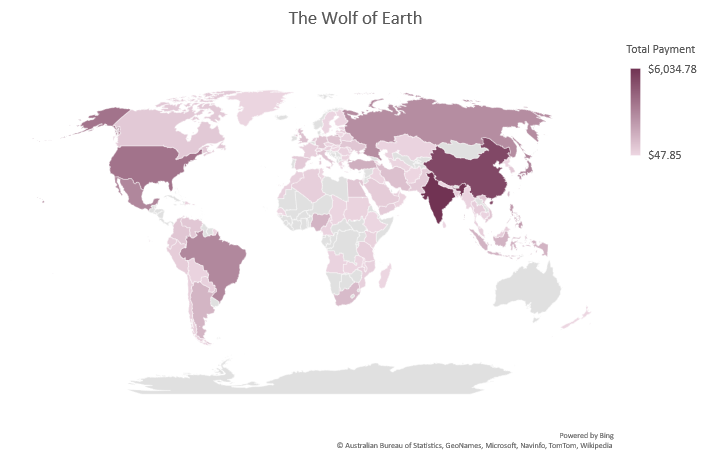 The Wolf of Earth
Total Payment
$6,034.78
$47.85
Powered by Bing
© Australian Bureau of Statistics, GeoNames, Microsoft, Navinfo, TomTom, Wikipedia